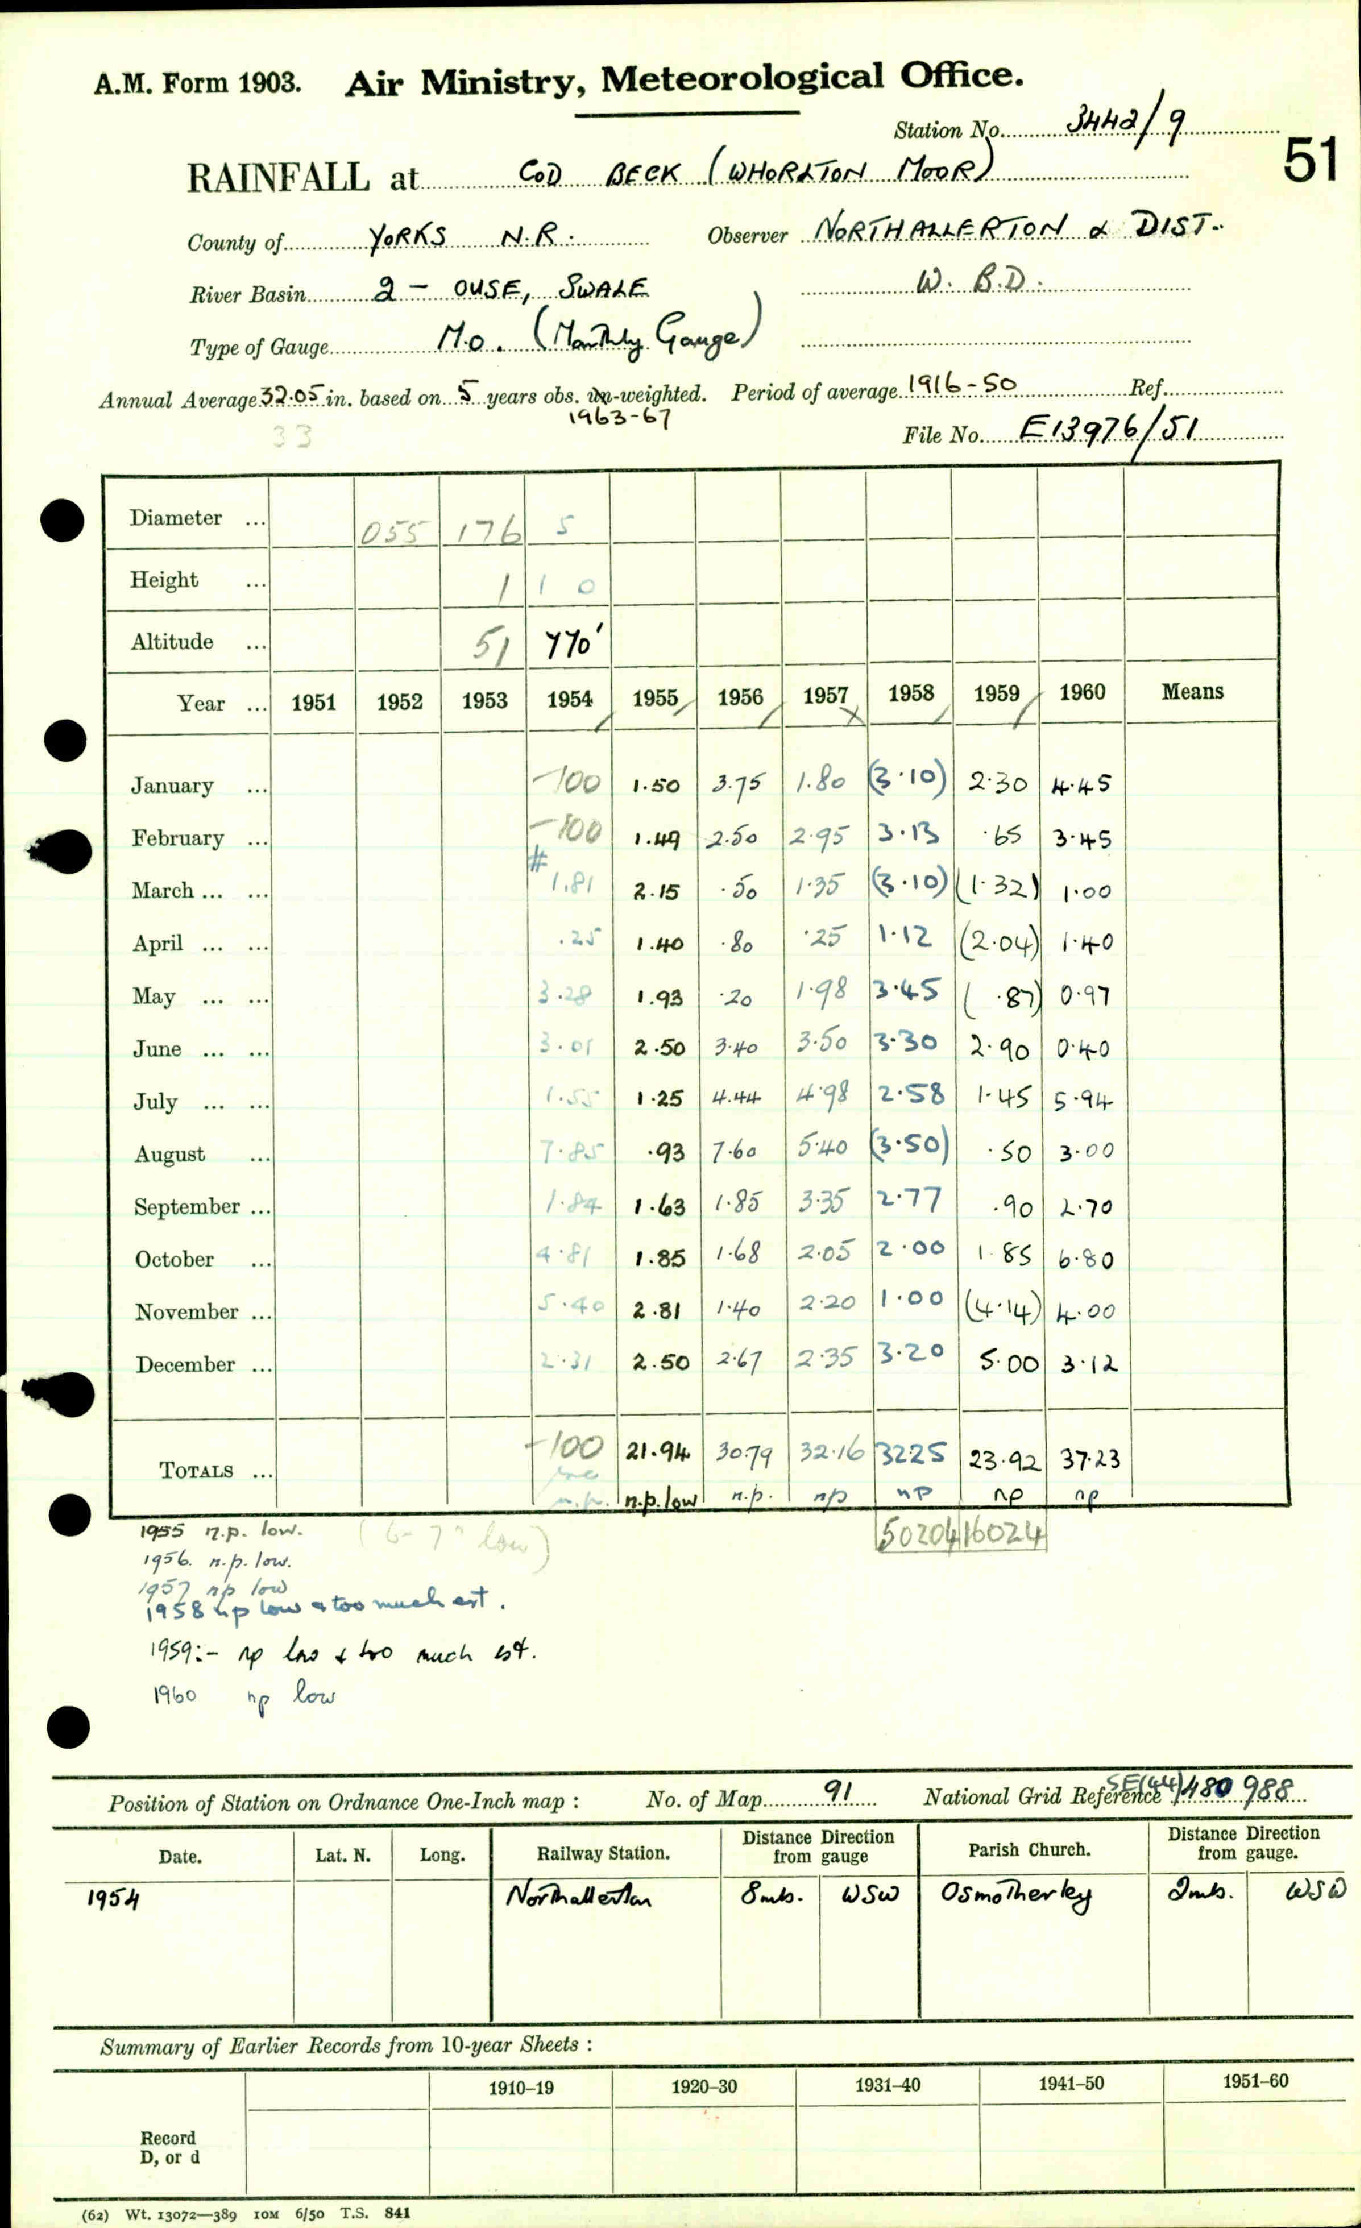 A.M. Form 1903. Air Ministry, Meteorological Office.
Station No. 3442/9
51
RAINFALL at COD BECK (WHORLTON MOOR)
County of YORKS N.R. Observer NORTHALLERTON & DIST.
River Basin 2 - OUSE, SWALE W. B.D.
Type of Gauge M.O. (Monthly Gauge)
Annual Average 32.05 in. based on 5 years obs. un-weighted. Period of average 1916-50 Ref.
1963-67
33
File No. E13976/51
Diameter ... 055 176 5
Height ... 1 1 0
Altitude ... 51 770'
Year ... 1951 1952 1953 1954 1955 1956 1957 1958 1959 1960 Means
January ... -100 1.50 3.75 1.80 (3.10) 2.30 4.45
February ... -100 1.49 2.50 2.95 3.13 .65 3.45
March ... ... # 1.81 2.15 .50 1.35 (3.10) (1.32) 1.00
April ... ... .25 1.40 .80 .25 1.12 (2.04) 1.40
May ... ... 3.28 1.93 .20 1.98 3.45 (.87) 0.97
June ... ... 3.01 2.50 3.40 3.50 3.30 2.90 0.40
July ... ... 1.55 1.25 4.44 4.98 2.58 1.45 5.94
August ... 7.85 .93 7.60 5.40 (3.50) .50 3.00
September ... 1.84 1.63 1.85 3.35 2.77 .90 2.70
October ... 4.81 1.85 1.68 2.05 2.00 1.85 6.80
November ... 5.40 2.81 1.40 2.20 1.00 (4.14) 4.00
December ... 2.31 2.50 2.67 2.35 3.20 5.00 3.12
TOTALS ... -100 21.94 30.79 32.16 32.25 23.92 37.23
inc
n.p. n.p. low n.p. np np np np
50204 16024
1955 n.p. low. (6-7" low)
1956. n.p. low.
1957 np low
1958 np low & too much est.
1959:- np low & too much est.
1960 np low
Position of Station on Ordnance One-Inch map : No. of Map 91 National Grid Reference SE(44) 480 988
Date. Lat. N. Long. Railway Station. Distance from gauge Direction Parish Church. Distance from gauge. Direction
1954 Northallerton 8mls. WSW Osmotherley 2mls. WSW
Summary of Earlier Records from 10-year Sheets :
1910–19 1920–30 1931–40 1941–50 1951–60
Record
D, or d
(62) Wt. 13072—389 10M 6/50 T.S. 841